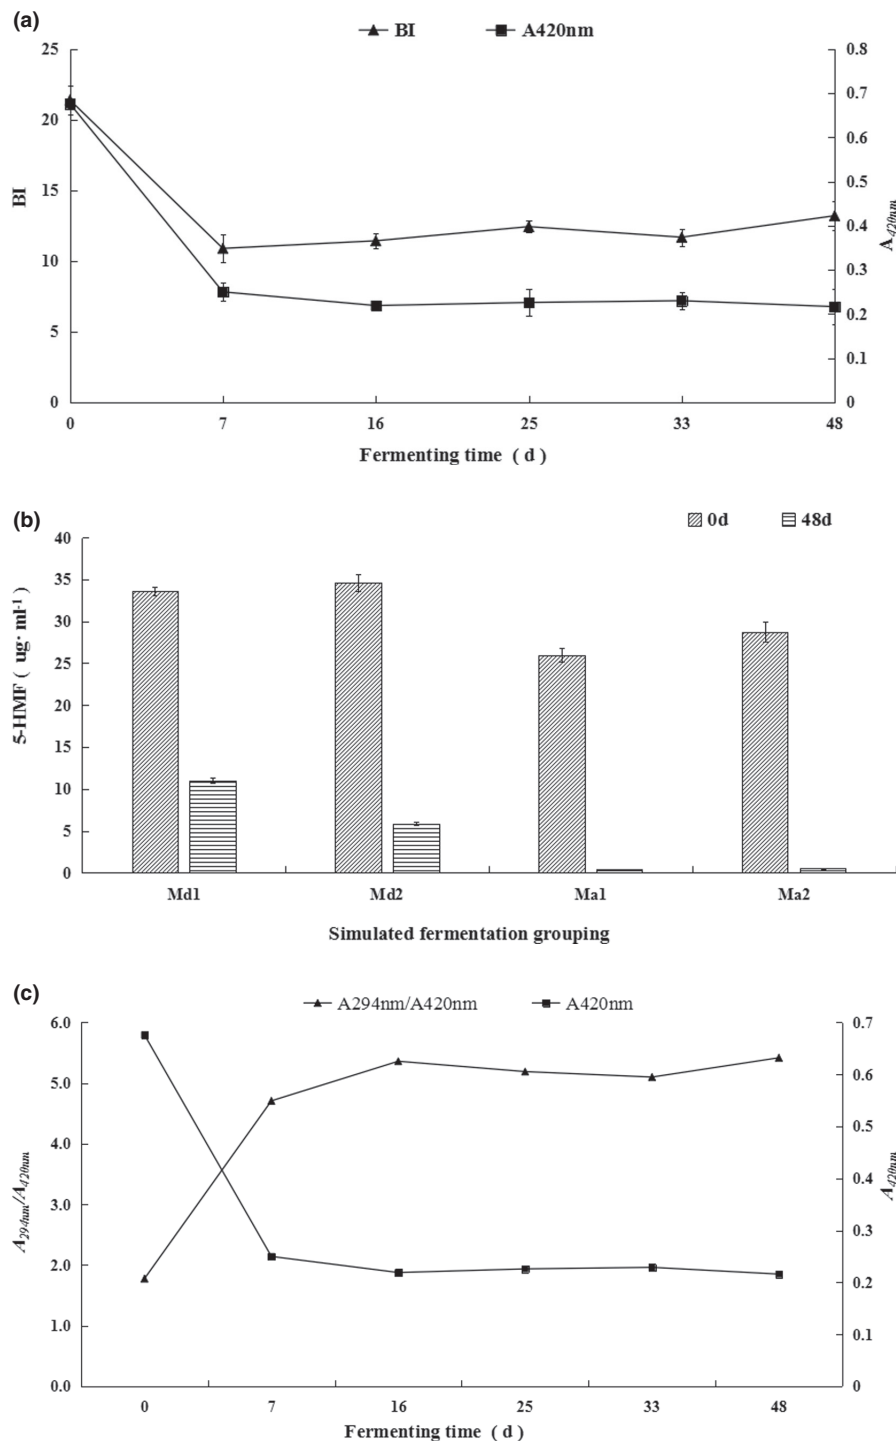 (a)
BI A420nm
25 0.8
0.7
20
0.6
0.5
15
BI 0.4 A420nm
10
0.3
0.2
5
0.1
0 0
0 7 16 25 33 48
Fermenting time ( d )
(b)
0d 48d
40
35
30
25
20
15
10
5
0
5-HMF ( ug· ml-1 )
Md1 Md2 Ma1 Ma2
Simulated fermentation grouping
(c)
A294nm/A420nm A420nm
6.0 0.7
0.6
5.0
0.5
4.0
0.4
3.0
0.3
2.0
0.2
1.0
0.1
0.0 0
A294nm/A420nm A420nm
0 7 16 25 33 48
Fermenting time ( d )